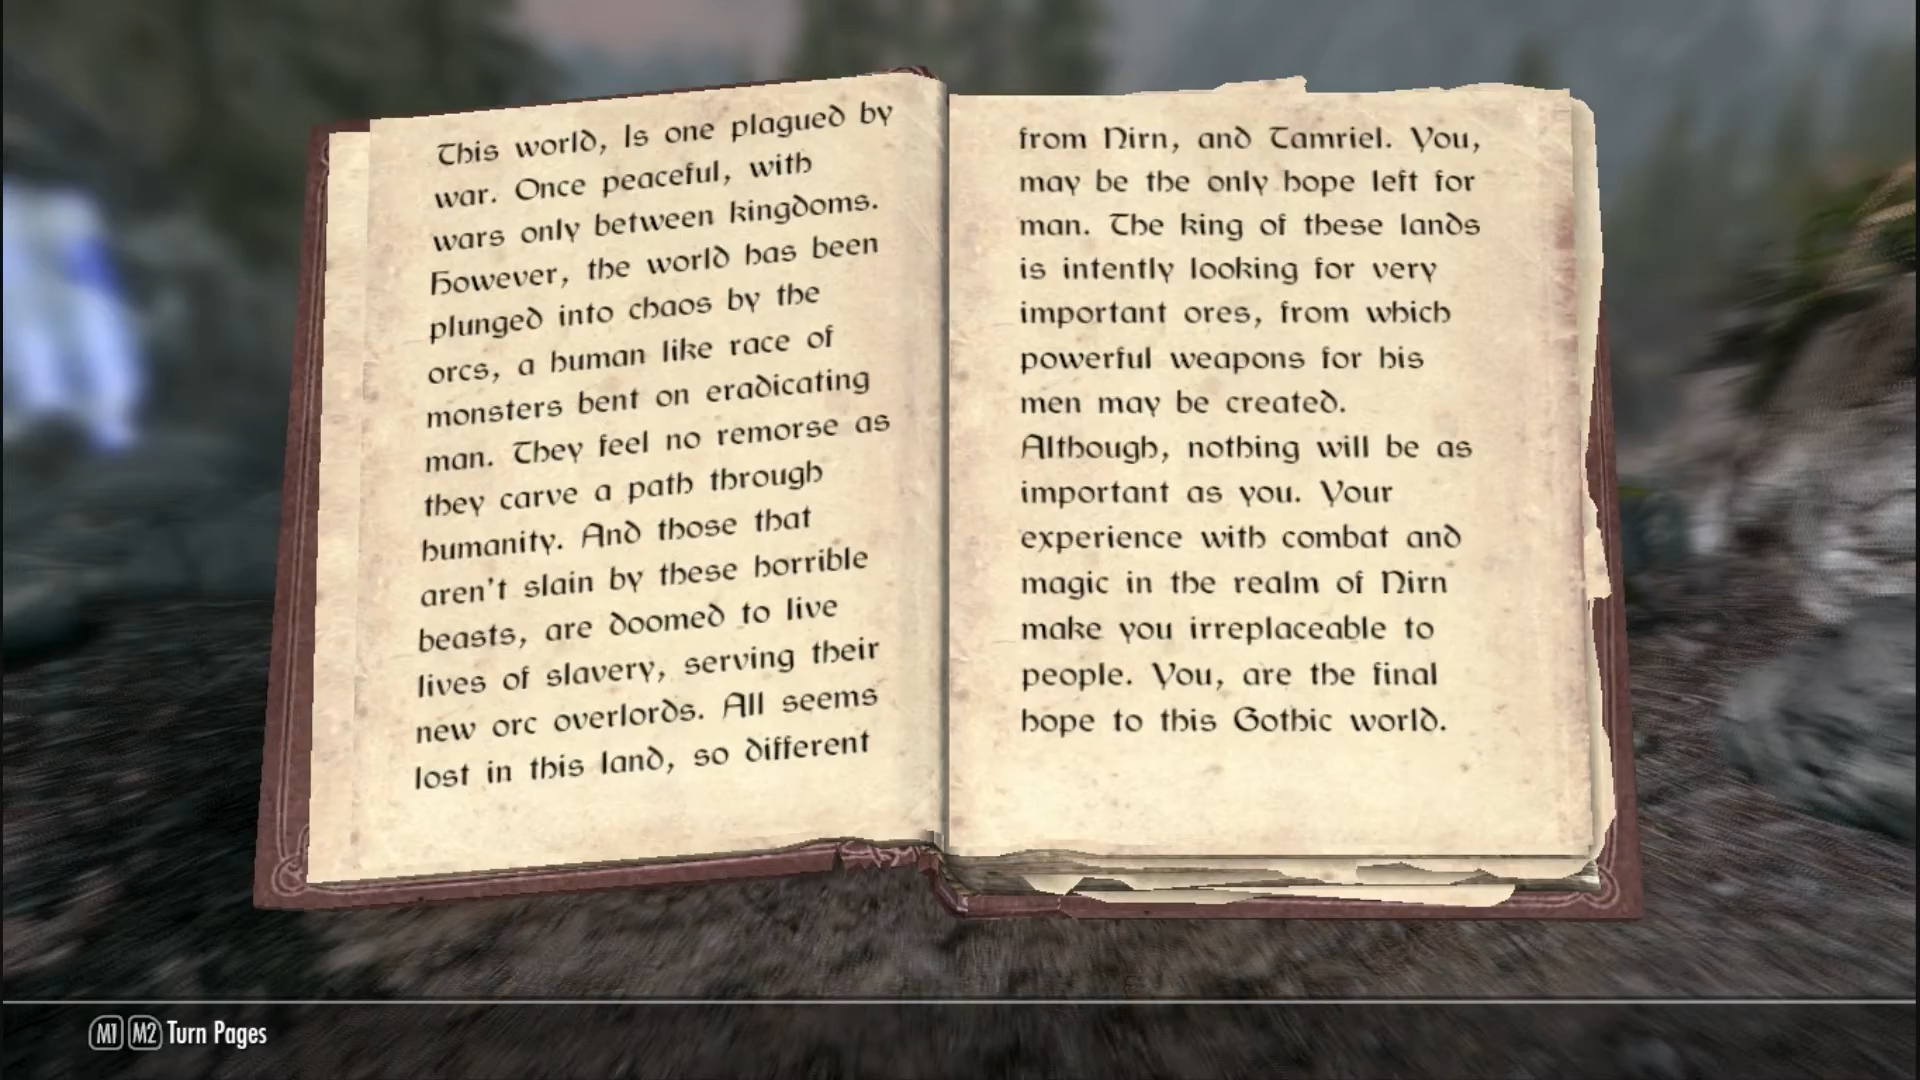 This world, Is one plagued by
war. Once peaceful, with
wars only between kingdoms.
However, the world has been
plunged into chaos by the
orcs, a human like race of
monsters bent on eradicating
man. They feel no remorse as
they carve a path through
humanity. And those that
aren't slain by these horrible
beasts, are doomed to live
lives of slavery, serving their
new orc overlords. All seems
lost in this land, so different
from Nirn, and Tamriel. You,
may be the only hope left for
man. The king of these lands
is intently looking for very
important ores, from which
powerful weapons for his
men may be created.
Although, nothing will be as
important as you. Your
experience with combat and
magic in the realm of Nirn
make you irreplaceable to
people. You, are the final
hope to this Gothic world.
M1 M2 Turn Pages